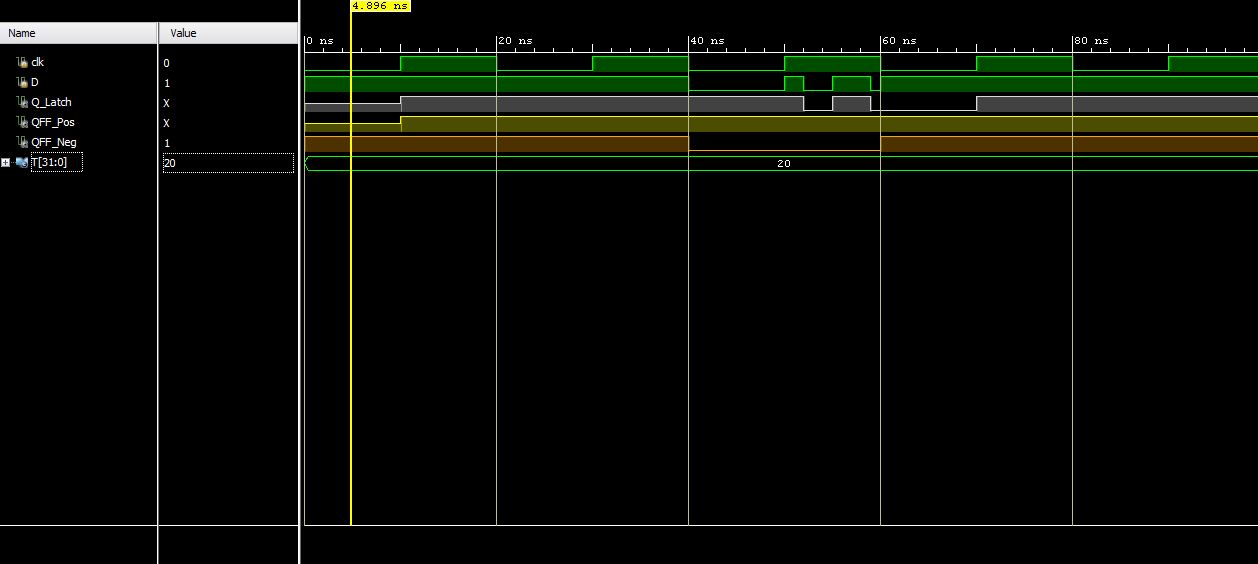 4.896 ns
Name Value
0 ns 20 ns 40 ns 60 ns 80 ns
clk 0
D 1
Q_Latch X
QFF_Pos X
QFF_Neg 1
T[31:0] 20 20